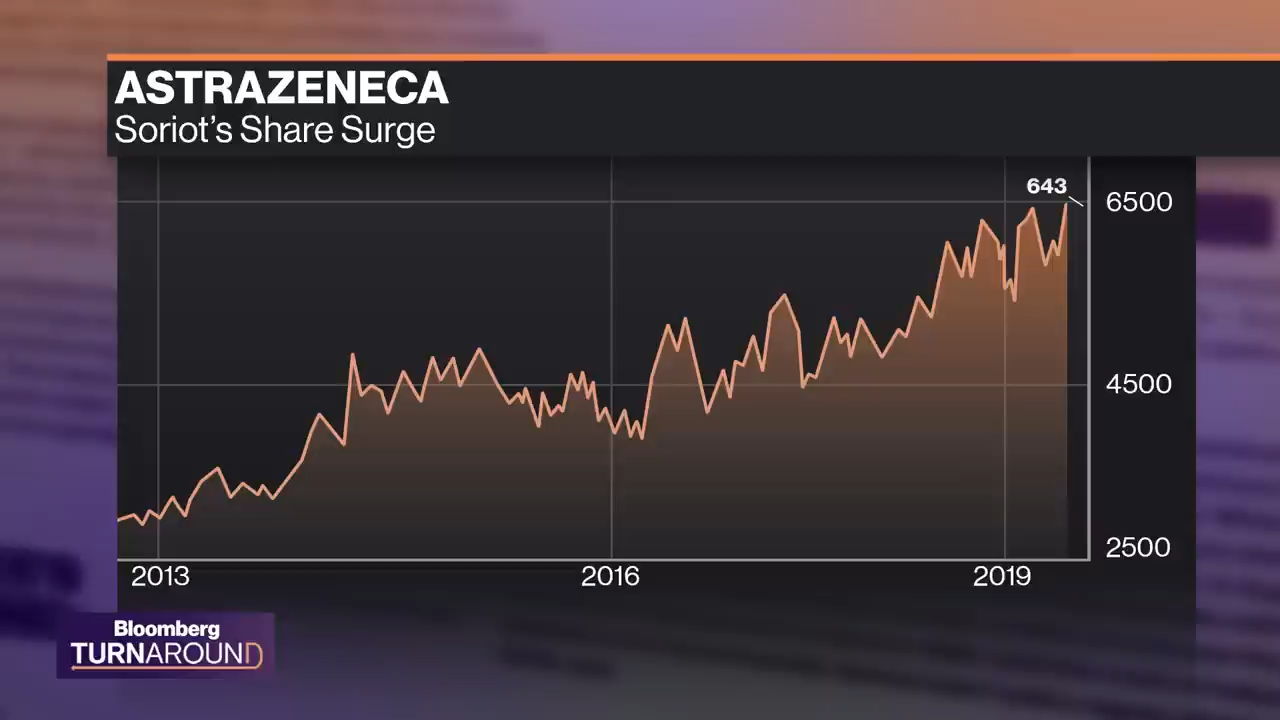 ASTRAZENECA
Soriot's Share Surge
643
6500
4500
2500
2013 2016 2019
Bloomberg
TURNAROUND